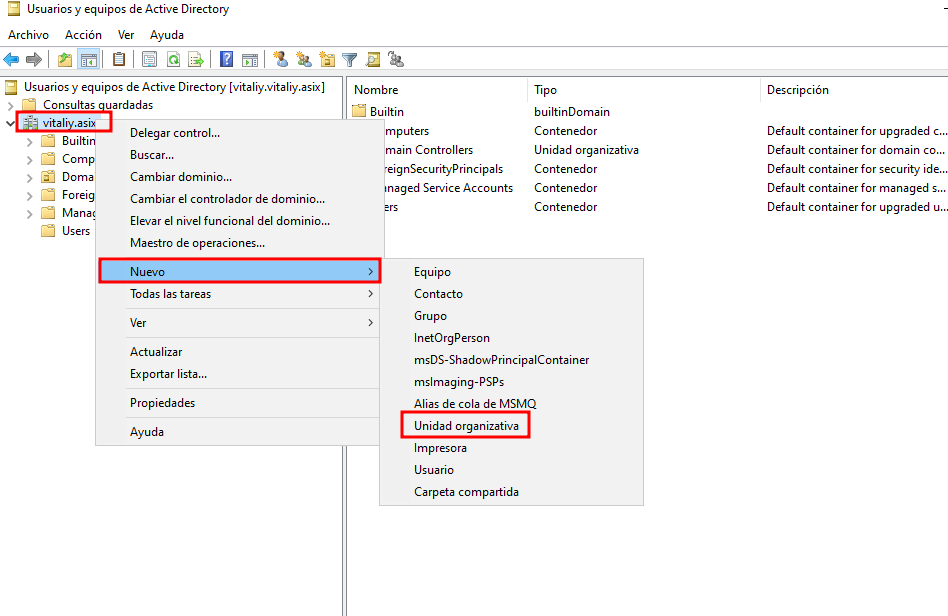 Usuarios y equipos de Active Directory
Archivo Acción Ver Ayuda
Usuarios y equipos de Active Directory [vitaliy.vitaliy.asix]
Consultas guardadas
vitaliy.asix
Builtin
Comp
Doma
Foreig
Manag
Users
Nombre Tipo Descripción
Builtin builtinDomain
mputers Contenedor Default container for upgraded c...
main Controllers Unidad organizativa Default container for domain co...
reignSecurityPrincipals Contenedor Default container for security ide...
naged Service Accounts Contenedor Default container for managed s...
ers Contenedor Default container for upgraded u...
Delegar control...
Buscar...
Cambiar dominio...
Cambiar el controlador de dominio...
Elevar el nivel funcional del dominio...
Maestro de operaciones...
Nuevo
Todas las tareas
Ver
Actualizar
Exportar lista...
Propiedades
Ayuda
Equipo
Contacto
Grupo
InetOrgPerson
msDS-ShadowPrincipalContainer
msImaging-PSPs
Alias de cola de MSMQ
Unidad organizativa
Impresora
Usuario
Carpeta compartida